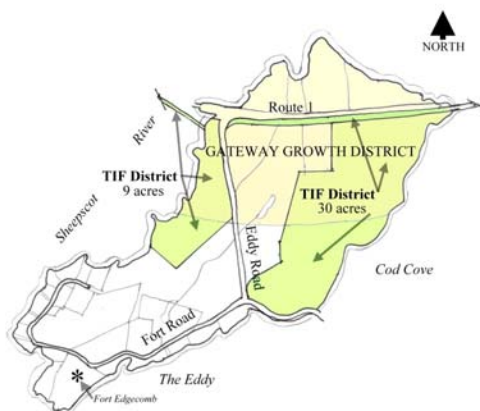 NORTH
Route 1
River
GATEWAY GROWTH DISTRICT
TIF District
9 acres
TIF District
30 acres
Sheepscot
Eddy Road
Cod Cove
Fort Road
The Eddy
*
Fort Edgecomb